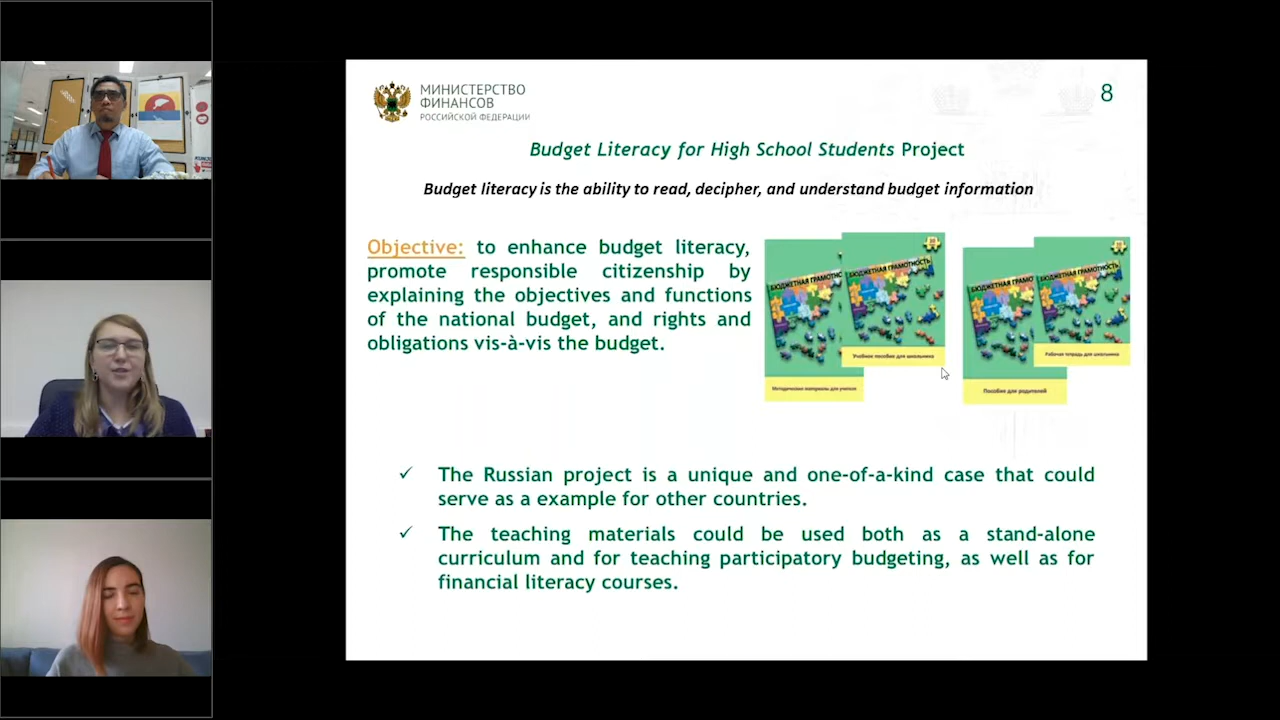 МИНИСТЕРСТВО
ФИНАНСОВ
РОССИЙСКОЙ ФЕДЕРАЦИИ
8
Budget Literacy for High School Students Project
Budget literacy is the ability to read, decipher, and understand budget information
Objective: to enhance budget literacy,
promote responsible citizenship by
explaining the objectives and functions
of the national budget, and rights and
obligations vis-à-vis the budget.
БЮДЖЕТНАЯ ГРАМО
БЮДЖЕТНАЯ ГРАМОТНОСТЬ
Учебное пособие для школьника
Методические материалы для учителя
БЮДЖЕТНАЯ ГРАМО
БЮДЖЕТНАЯ ГРАМОТНОСТЬ
Рабочая тетрадь для школьника
Пособие для родителей
✓ The Russian project is a unique and one-of-a-kind case that could
serve as a example for other countries.
✓ The teaching materials could be used both as a stand-alone
curriculum and for teaching participatory budgeting, as well as for
financial literacy courses.